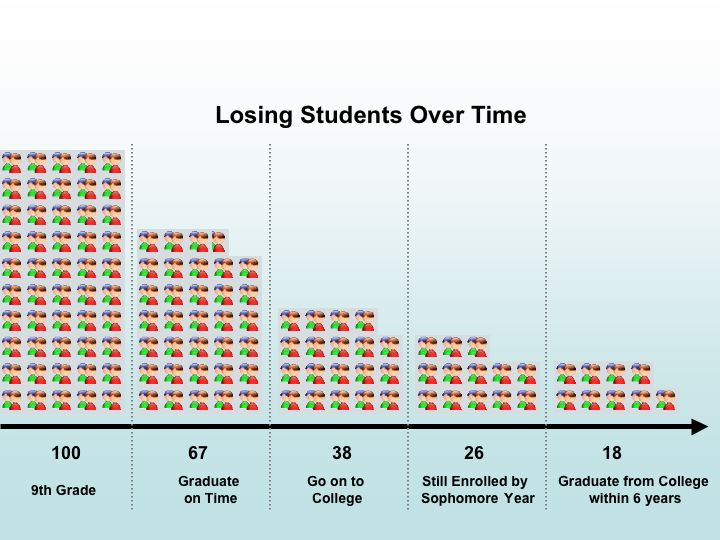 Losing Students Over Time
100
67
38
26
18
9th Grade
Graduate
on Time
Go on to
College
Still Enrolled by
Sophomore Year
Graduate from College
within 6 years